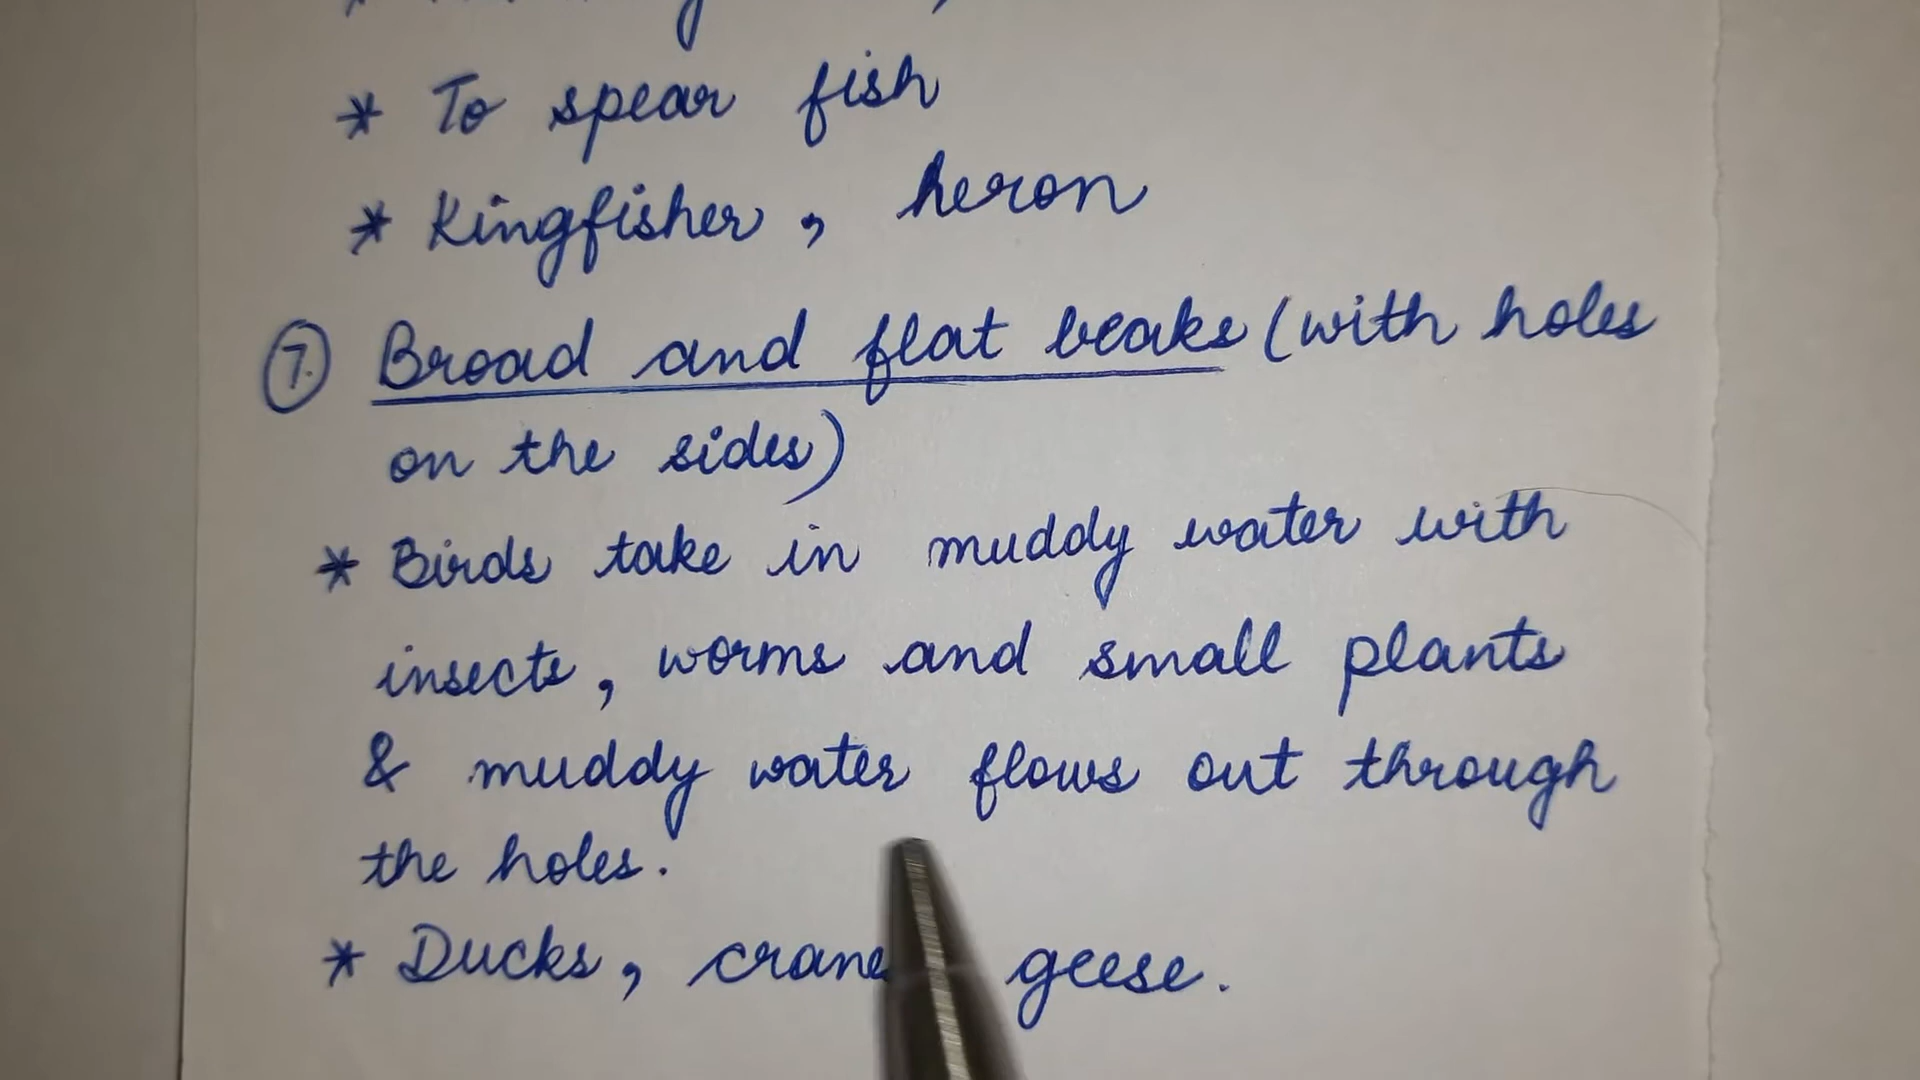 * To spear fish
* Kingfisher, heron
7. Broad and flat beaks (with holes
on the sides)
* Birds take in muddy water with
insects, worms and small plants
& muddy water flows out through
the holes.
* Ducks, geese.